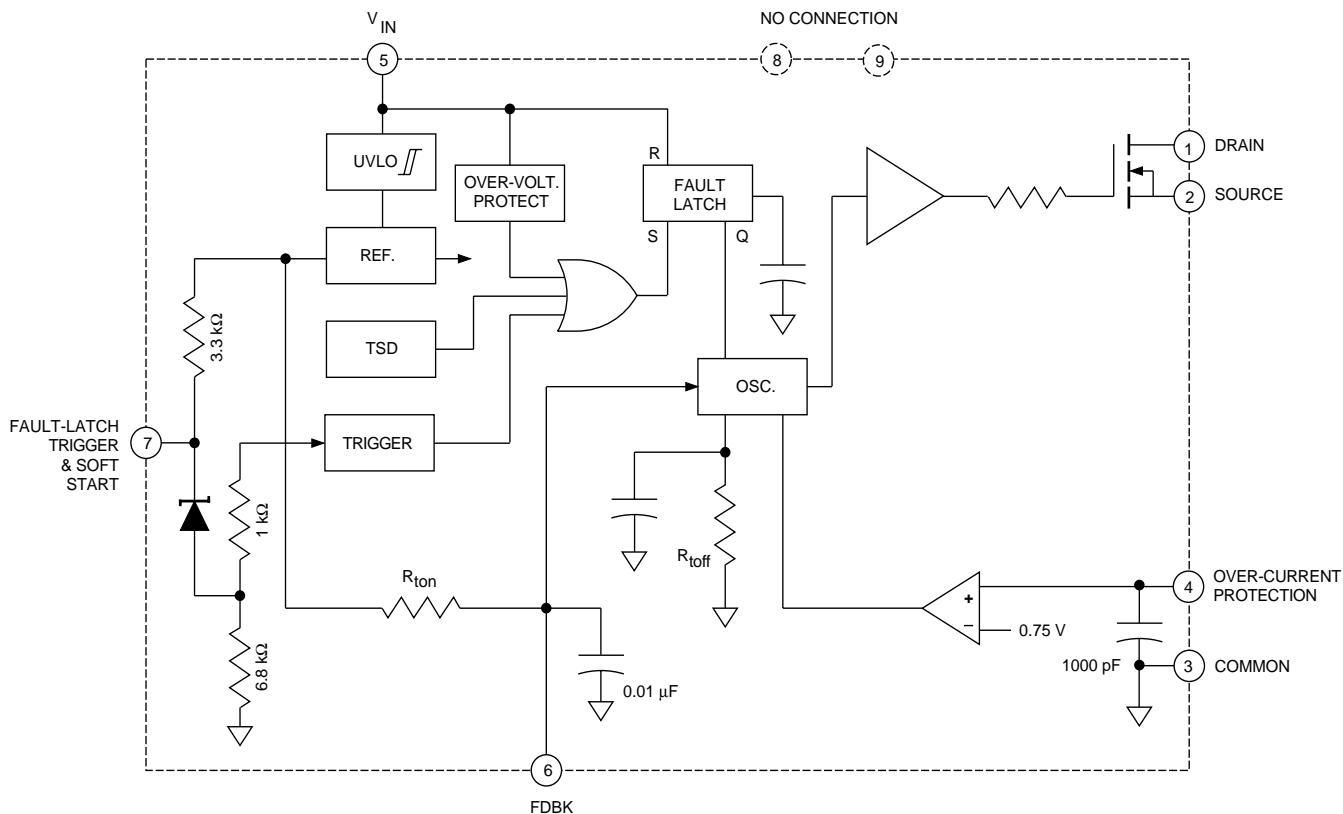 V IN
NO CONNECTION
5
8
9
UVLO
R
OVER-VOLT.
PROTECT
FAULT
LATCH
1
DRAIN
2
SOURCE
S
Q
REF.
3.3 kΩ
TSD
OSC.
FAULT-LATCH
TRIGGER
& SOFT
START
7
TRIGGER
1 kΩ
Rtoff
Rton
+
−
0.75 V
4
OVER-CURRENT
PROTECTION
6.8 kΩ
0.01 μF
1000 pF
3
COMMON
6
FDBK